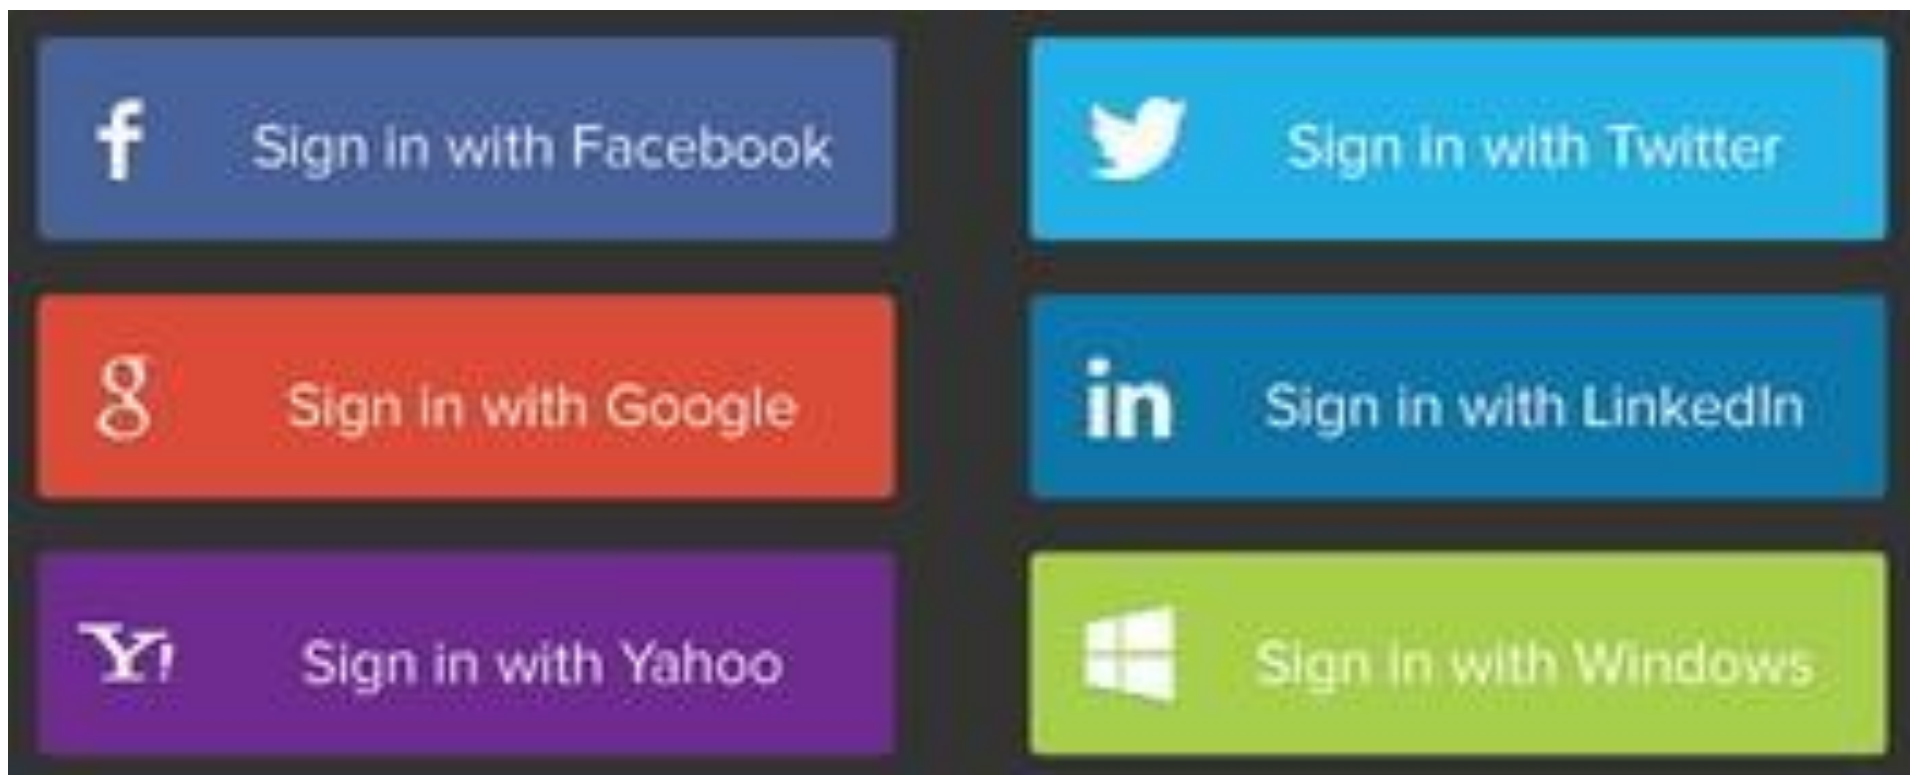 f Sign in with Facebook
Sign in with Twitter
g Sign in with Google
in Sign in with LinkedIn
Y! Sign in with Yahoo
Sign in with Windows